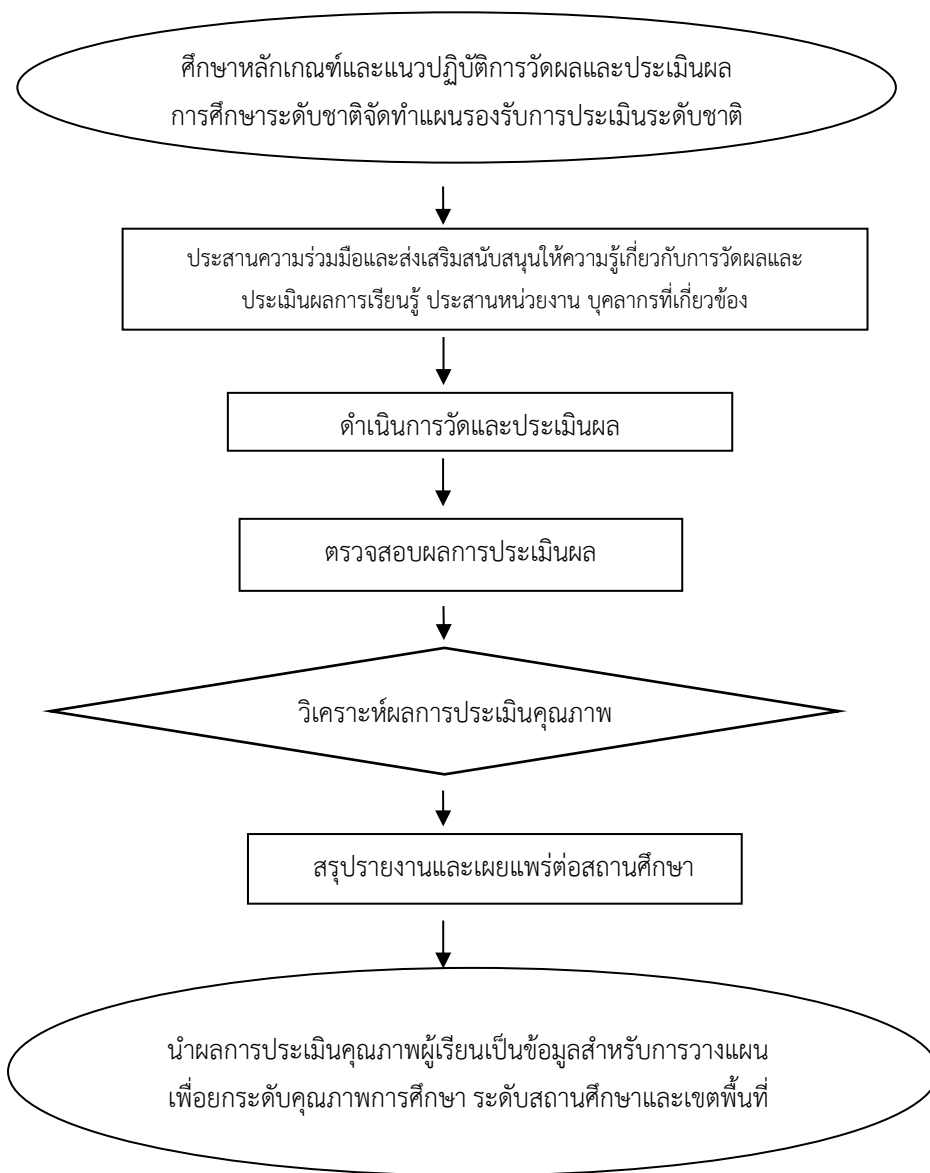 ศึกษาหลักเกณฑ์และแนวปฏิบัติการวัดผลและประเมินผล
การศึกษาระดับชาติจัดทำแผนรองรับการประเมินระดับชาติ
ประสานความร่วมมือและส่งเสริมสนับสนุนให้ความรู้เกี่ยวกับการวัดผลและ
ประเมินผลการเรียนรู้ ประสานหน่วยงาน บุคลากรที่เกี่ยวข้อง
ดำเนินการวัดและประเมินผล
ตรวจสอบผลการประเมินผล
วิเคราะห์ผลการประเมินคุณภาพ
สรุปรายงานและเผยแพร่ต่อสถานศึกษา
นำผลการประเมินคุณภาพผู้เรียนเป็นข้อมูลสำหรับการวางแผน
เพื่อยกระดับคุณภาพการศึกษา ระดับสถานศึกษาและเขตพื้นที่